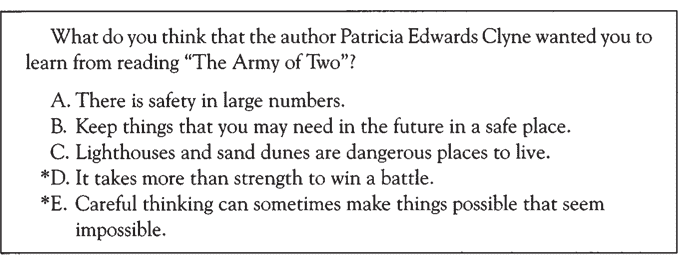 What do you think that the author Patricia Edwards Clyne wanted you to
learn from reading “The Army of Two”?
A. There is safety in large numbers.
B. Keep things that you may need in the future in a safe place.
C. Lighthouses and sand dunes are dangerous places to live.
*D. It takes more than strength to win a battle.
*E. Careful thinking can sometimes make things possible that seem
impossible.